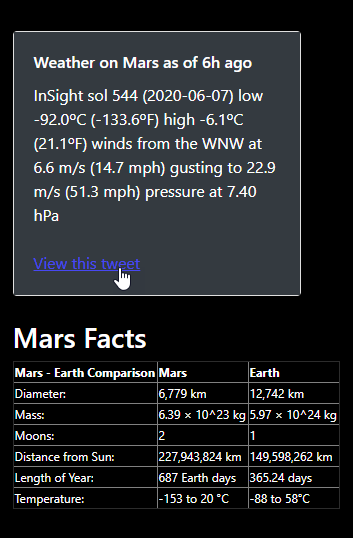 Weather on Mars as of 6h ago
InSight sol 544 (2020-06-07) low
-92.0ºC (-133.6ºF) high -6.1ºC
(21.1ºF) winds from the WNW at
6.6 m/s (14.7 mph) gusting to 22.9
m/s (51.3 mph) pressure at 7.40
hPa
View this tweet
Mars Facts
Mars - Earth Comparison Mars Earth
Diameter: 6,779 km 12,742 km
Mass: 6.39 × 10^23 kg 5.97 × 10^24 kg
Moons: 2 1
Distance from Sun: 227,943,824 km 149,598,262 km
Length of Year: 687 Earth days 365.24 days
Temperature: -153 to 20 °C -88 to 58°C